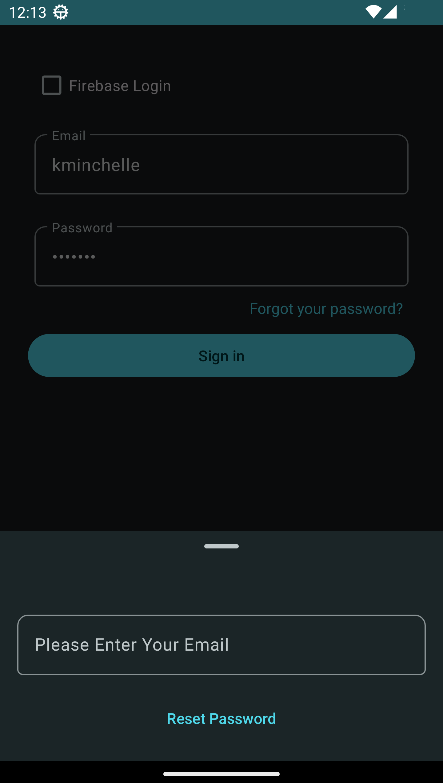 12:13
Firebase Login
Email
kminchelle
Password
•••••••
Forgot your password?
Sign in
Please Enter Your Email
Reset Password